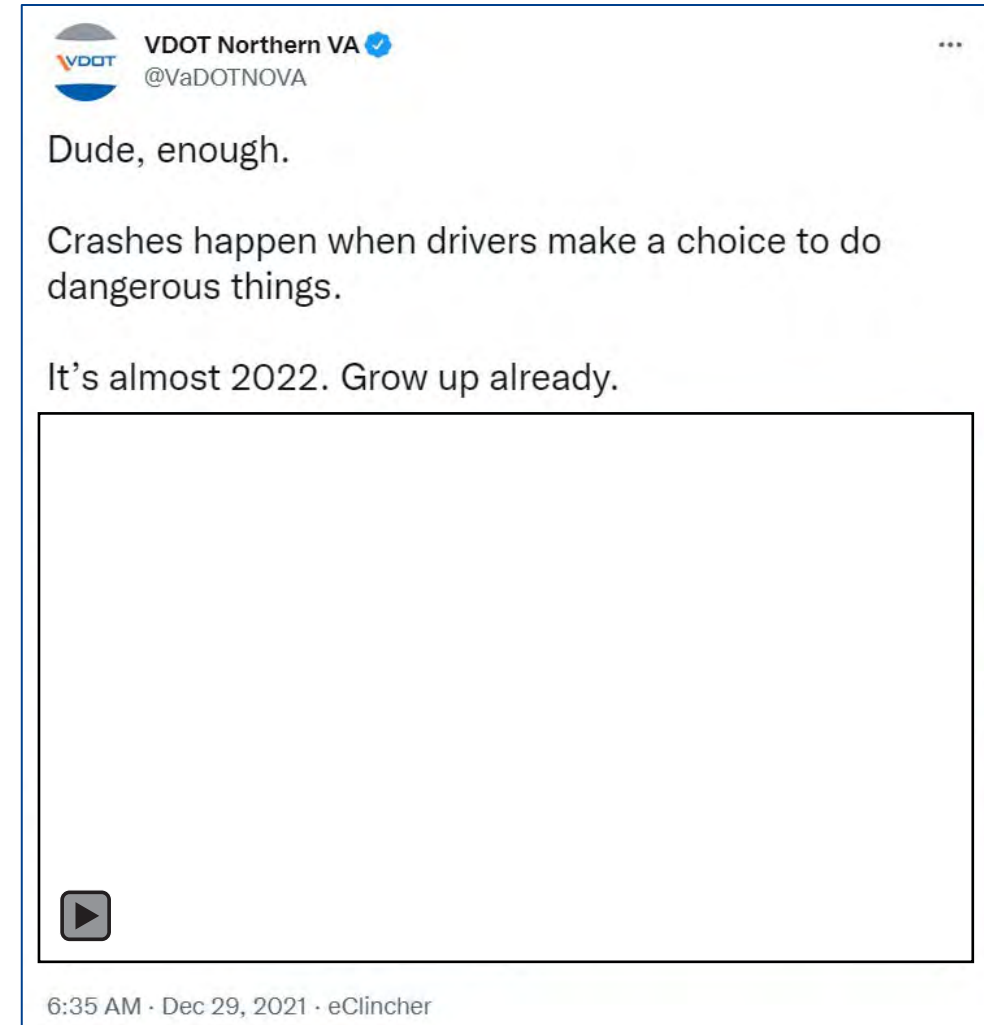 VDOT
VDOT Northern VA
@VaDOTNOVA
Dude, enough.
Crashes happen when drivers make a choice to do
dangerous things.
It’s almost 2022. Grow up already.
6:35 AM · Dec 29, 2021 · eClincher